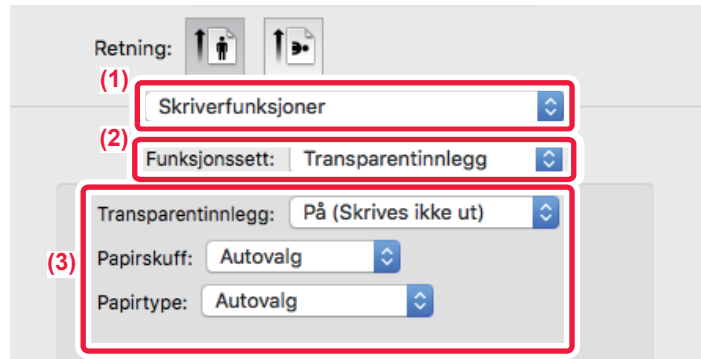 Retning:
(1)
Skriverfunksjoner
(2)
Funksjonssett: Transparentinnlegg
(3)
Transparentinnlegg: På (Skrives ikke ut)
Papirskuff: Autovalg
Papirtype: Autovalg